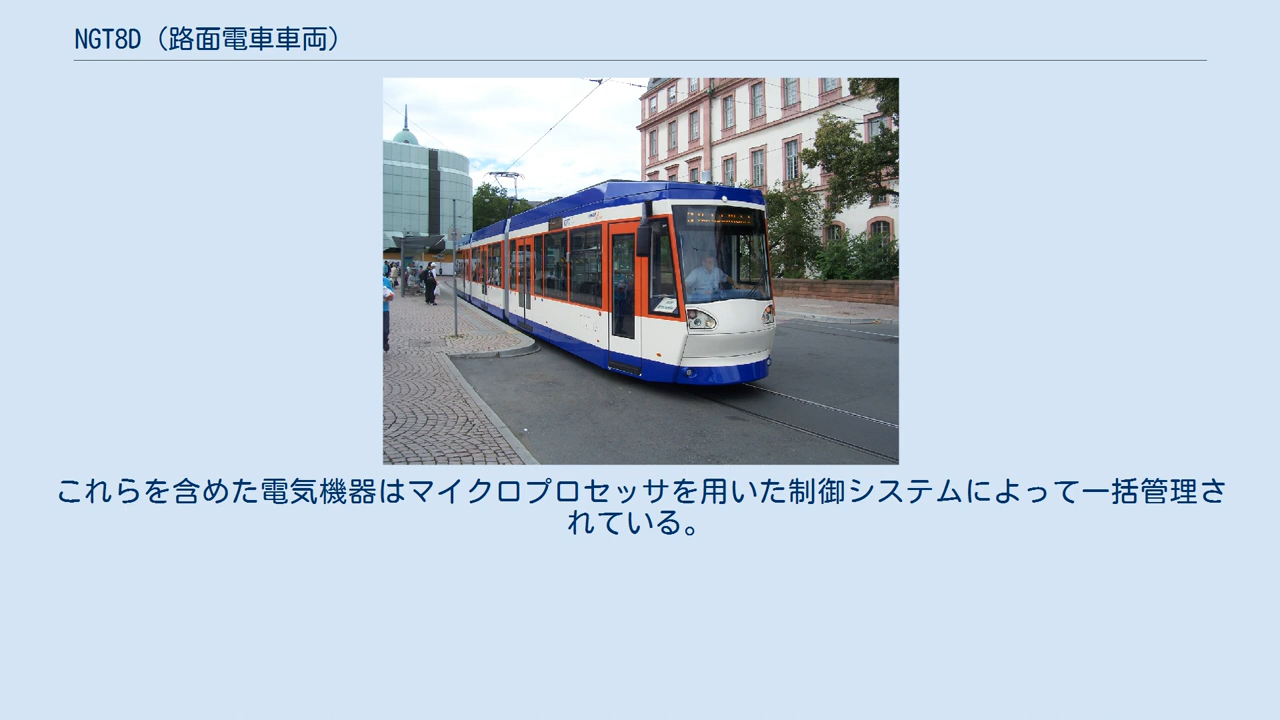 NGT8D（路面電車車両）
これらを含めた電気機器はマイクロプロセッサを用いた制御システムによって一括管理さ
れている。